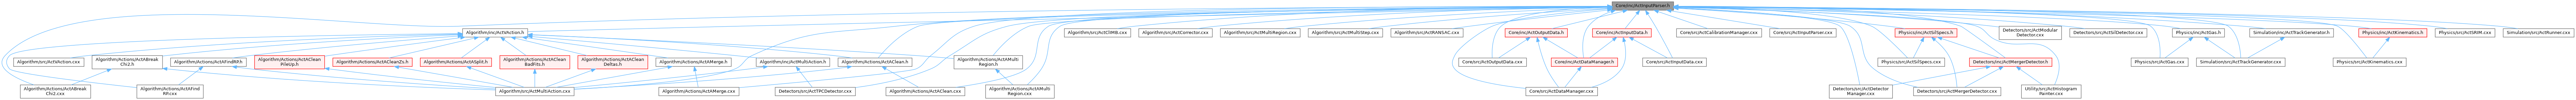 Core/inc/ActInputParser.h
Algorithm/inc/ActVAction.h
Algorithm/src/ActClIMB.cxx
Algorithm/src/ActCorrector.cxx
Algorithm/src/ActMultiRegion.cxx
Algorithm/src/ActMultiStep.cxx
Algorithm/src/ActRANSAC.cxx
Core/inc/ActOutputData.h
Core/inc/ActInputData.h
Core/src/ActCalibrationManager.cxx
Core/src/ActInputParser.cxx
Physics/inc/ActSilSpecs.h
Detectors/src/ActModular
Detector.cxx
Detectors/src/ActSilDetector.cxx
Physics/inc/ActGas.h
Simulation/inc/ActTrackGenerator.h
Physics/inc/ActKinematics.h
Physics/src/ActSRIM.cxx
Simulation/src/ActRunner.cxx
Algorithm/src/ActVAction.cxx
Algorithm/Actions/ActABreak
Chi2.h
Algorithm/Actions/ActAFindRP.h
Algorithm/Actions/ActAClean
PileUp.h
Algorithm/Actions/ActACleanZs.h
Algorithm/Actions/ActASplit.h
Algorithm/Actions/ActAClean
BadFits.h
Algorithm/Actions/ActAClean
Deltas.h
Algorithm/Actions/ActAMerge.h
Algorithm/inc/ActMultiAction.h
Algorithm/Actions/ActAClean.h
Algorithm/Actions/ActAMulti
Region.h
Core/src/ActOutputData.cxx
Core/inc/ActDataManager.h
Core/src/ActInputData.cxx
Physics/src/ActSilSpecs.cxx
Detectors/inc/ActMergerDetector.h
Physics/src/ActGas.cxx
Simulation/src/ActTrackGenerator.cxx
Physics/src/ActKinematics.cxx
Algorithm/Actions/ActABreak
Chi2.cxx
Algorithm/Actions/ActAFind
RP.cxx
Algorithm/src/ActMultiAction.cxx
Algorithm/Actions/ActAMerge.cxx
Detectors/src/ActTPCDetector.cxx
Algorithm/Actions/ActAClean.cxx
Algorithm/Actions/ActAMulti
Region.cxx
Core/src/ActDataManager.cxx
Detectors/src/ActDetector
Manager.cxx
Detectors/src/ActMergerDetector.cxx
Utility/src/ActHistogram
Painter.cxx